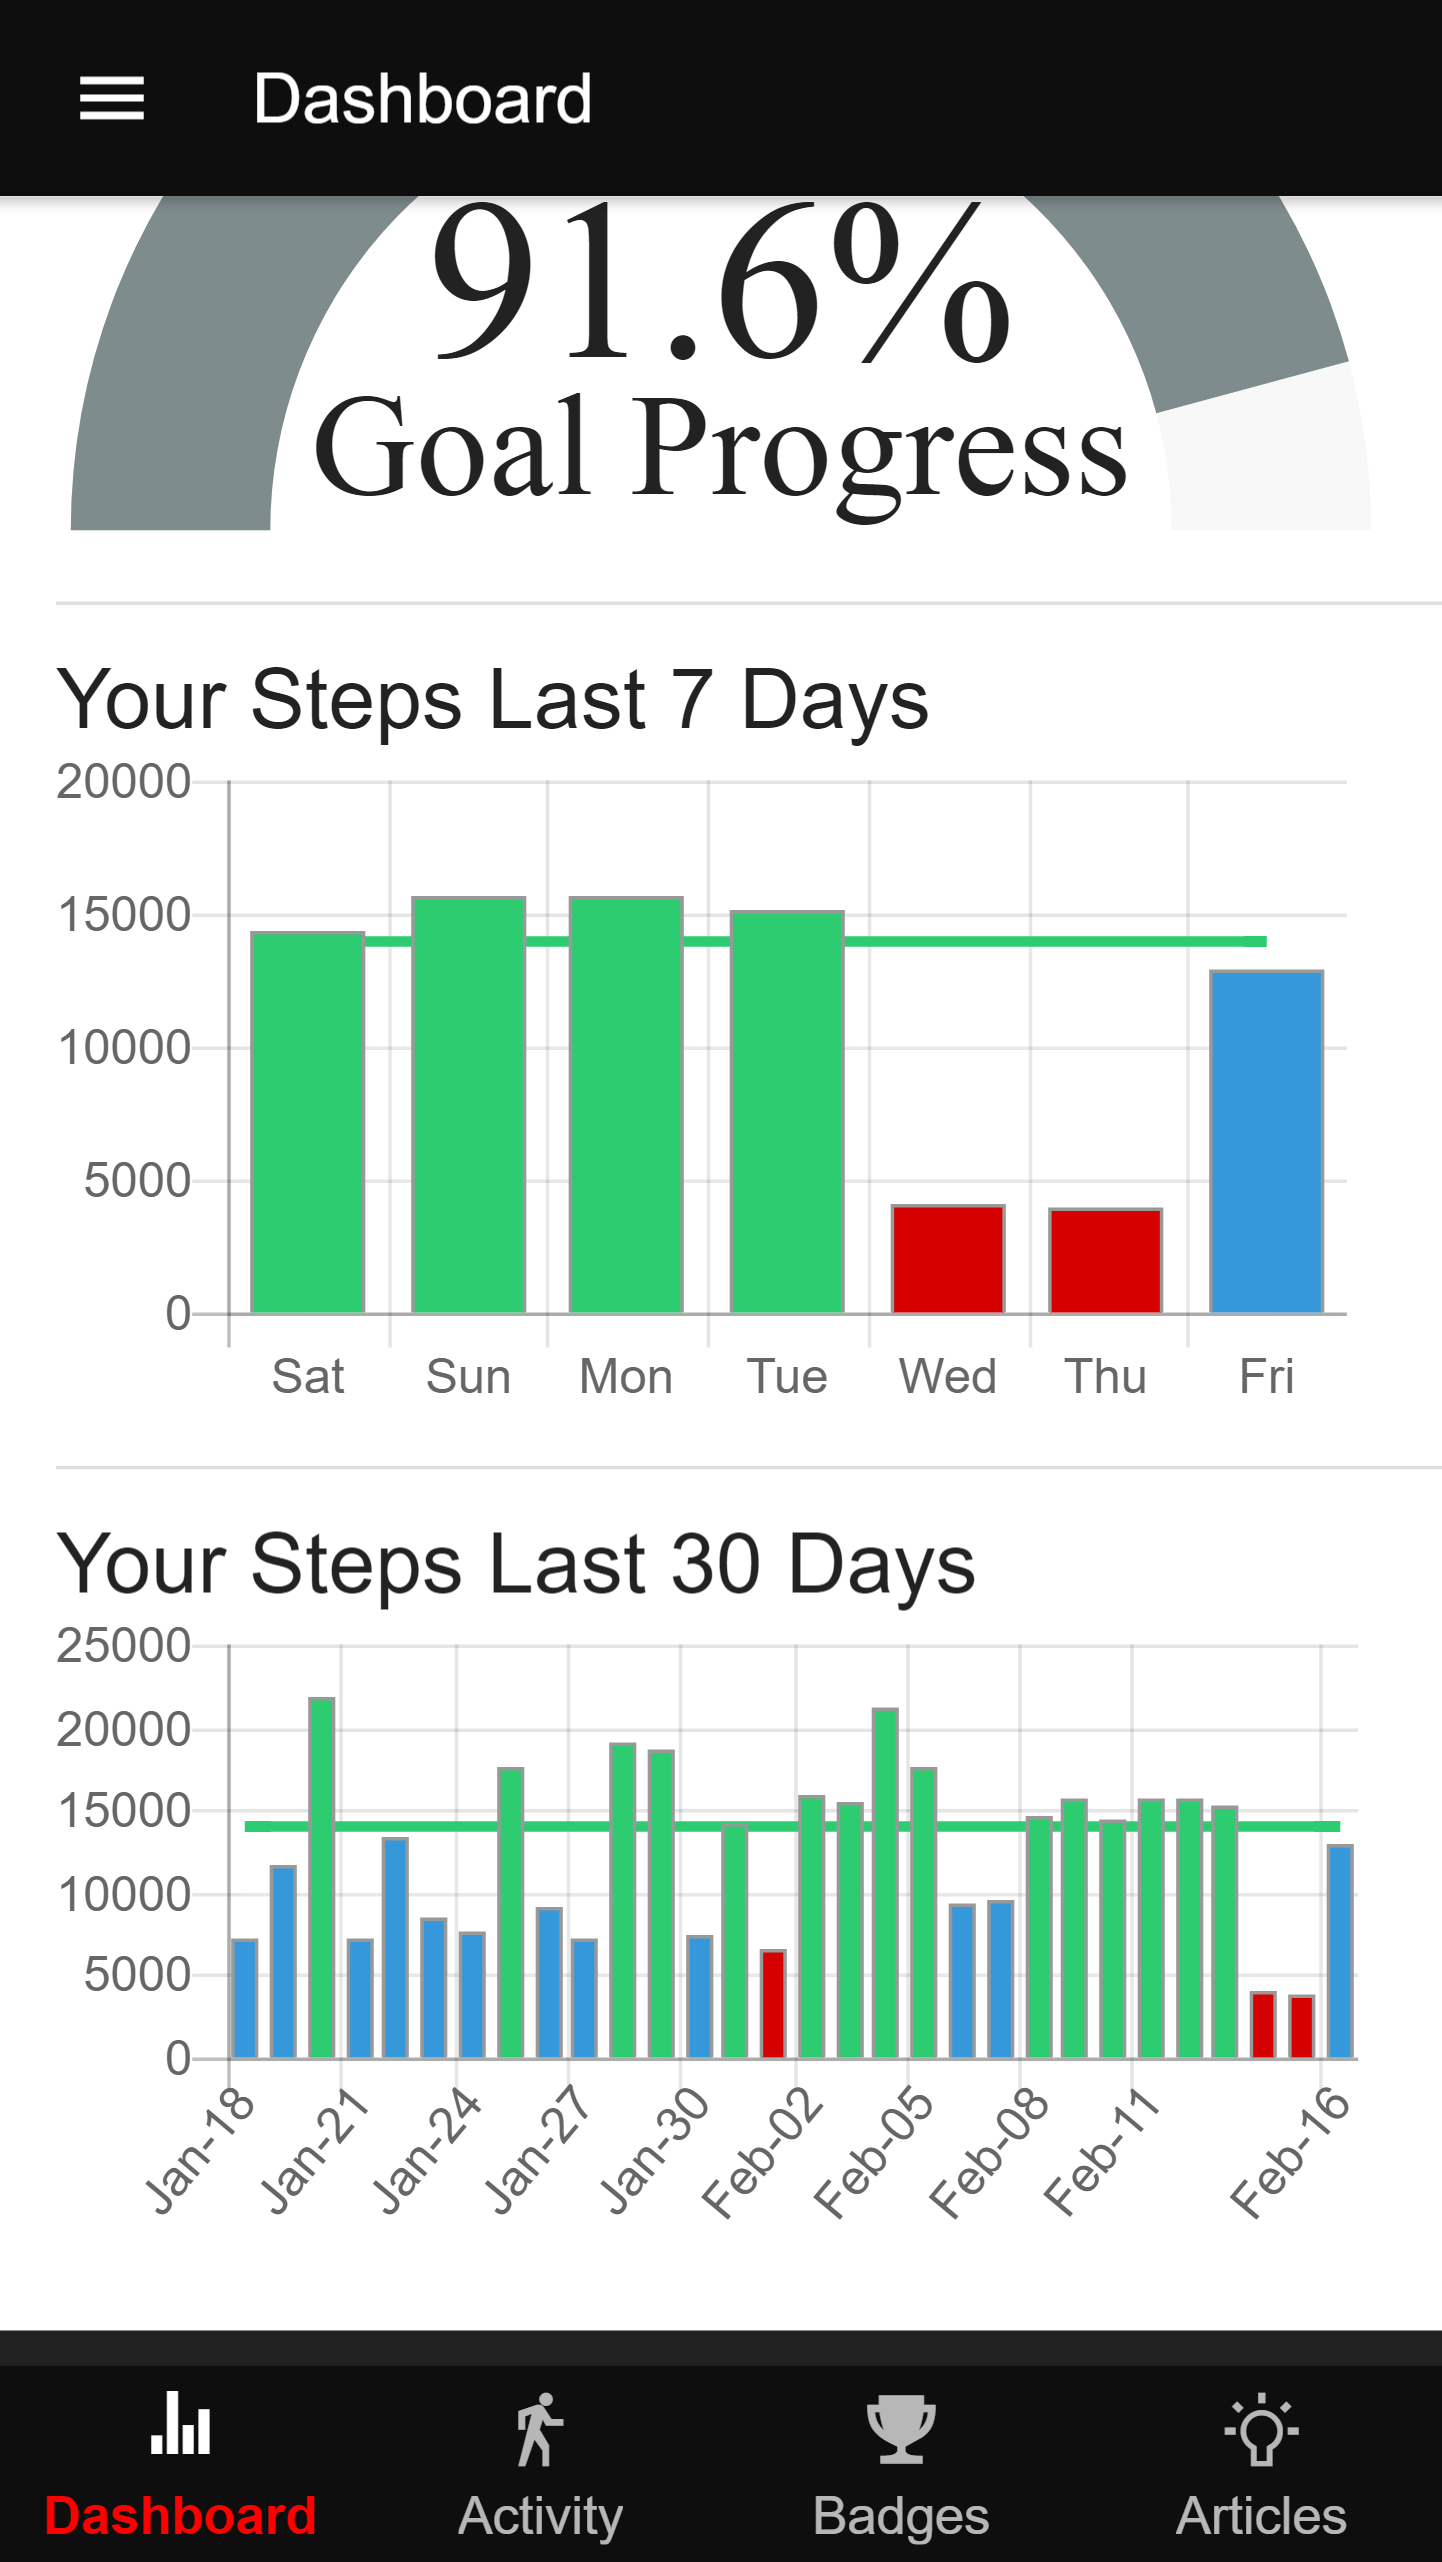 Dashboard
91.6%
Goal Progress
Your Steps Last 7 Days
20000
15000
10000
5000
0
Sat Sun Mon Tue Wed Thu Fri
Your Steps Last 30 Days
25000
20000
15000
10000
5000
0
Jan-18 Jan-21 Jan-24 Jan-27 Jan-30 Feb-02 Feb-05 Feb-08 Feb-11 Feb-16
Dashboard Activity Badges Articles